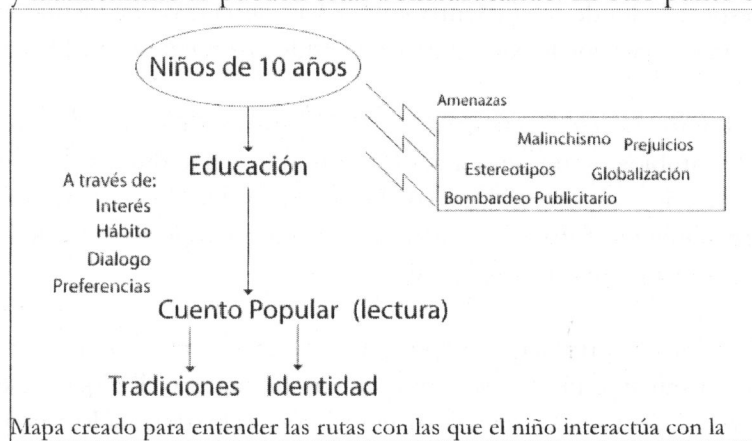 Niños de 10 años
Amenazas
Malinchismo Prejuicios
Estereotipos Globalización
Bombardeo Publicitario
Educación
A través de:
Interés
Hábito
Dialogo
Preferencias
Cuento Popular (lectura)
Tradiciones Identidad
Mapa creado para entender las rutas con las que el niño interactúa con la